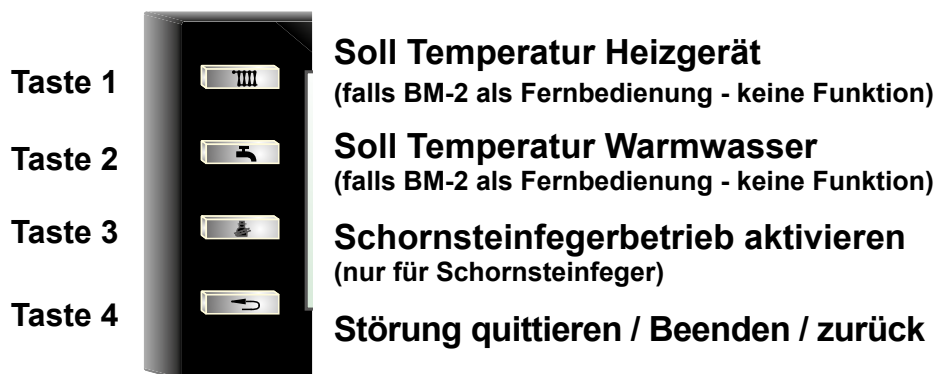 Taste 1
Soll Temperatur Heizgerät
(falls BM-2 als Fernbedienung - keine Funktion)
Taste 2
Soll Temperatur Warmwasser
(falls BM-2 als Fernbedienung - keine Funktion)
Taste 3
Schornsteinfegerbetrieb aktivieren
(nur für Schornsteinfeger)
Taste 4
Störung quittieren / Beenden / zurück